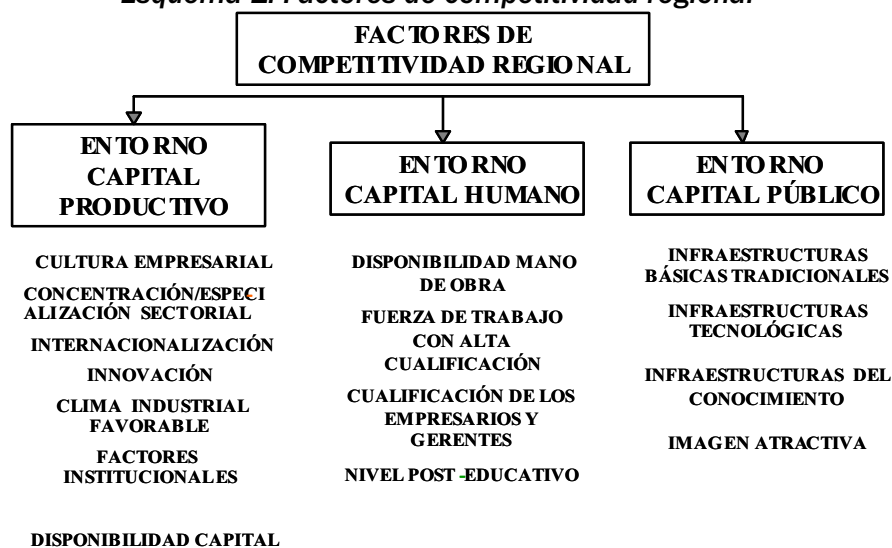 Esquema 2. Factores de competitividad regional
FACTORES DE
COMPETITIVIDAD REGIONAL
ENTORNO
CAPITAL
PRODUCTIVO
CULTURA EMPRESARIAL
CONCENTRACIÓN/ESPECI
ALIZACIÓN SECTORIAL
INTERNACIONALIZACIÓN
INNOVACIÓN
CLIMA INDUSTRIAL
FAVORABLE
FACTORES
INSTITUCIONALES
DISPONIBILIDAD CAPITAL
ENTORNO
CAPITAL HUMANO
DISPONIBILIDAD MANO
DE OBRA
FUERZA DE TRABAJO
CON ALTA
CUALIFICACIÓN
CUALIFICACIÓN DE LOS
EMPRESARIOS Y
GERENTES
NIVEL POST-EDUCATIVO
ENTORNO
CAPITAL PÚBLICO
INFRAESTRUCTURAS
BÁSICAS TRADICIONALES
INFRAESTRUCTURAS
TECNOLÓGICAS
INFRAESTRUCTURAS DEL
CONOCIMIENTO
IMAGEN ATRACTIVA